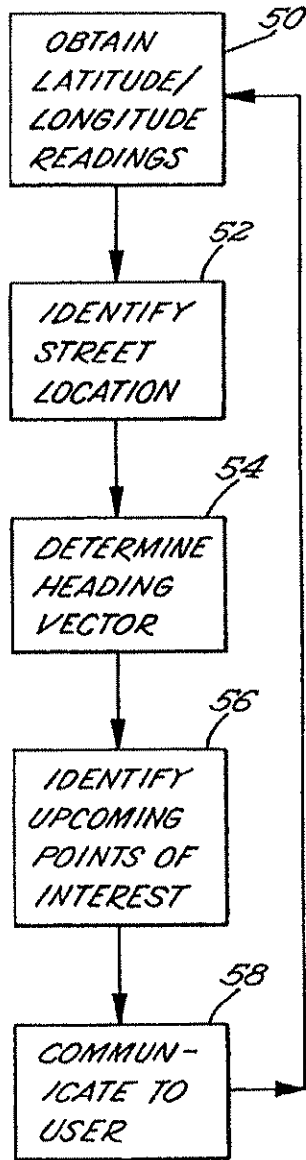 50
OBTAIN
LATITUDE/
LONGITUDE
READINGS
52
IDENTIFY
STREET
LOCATION
54
DETERMINE
HEADING
VECTOR
56
IDENTIFY
UPCOMING
POINTS OF
INTEREST
58
COMMUN-
ICATE TO
USER